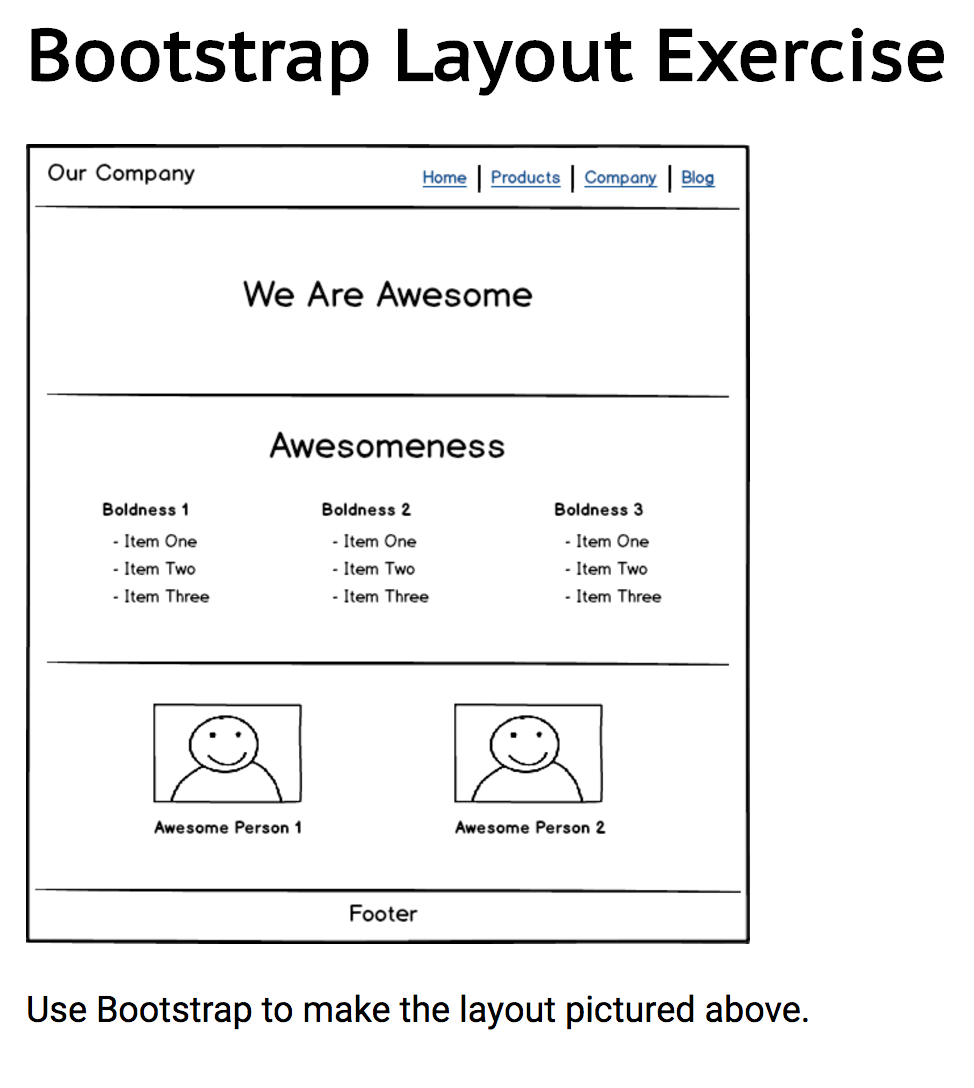 Bootstrap Layout Exercise
Our Company
Home | Products | Company | Blog
We Are Awesome
Awesomeness
Boldness 1
- Item One
- Item Two
- Item Three
Boldness 2
- Item One
- Item Two
- Item Three
Boldness 3
- Item One
- Item Two
- Item Three
Awesome Person 1
Awesome Person 2
Footer
Use Bootstrap to make the layout pictured above.